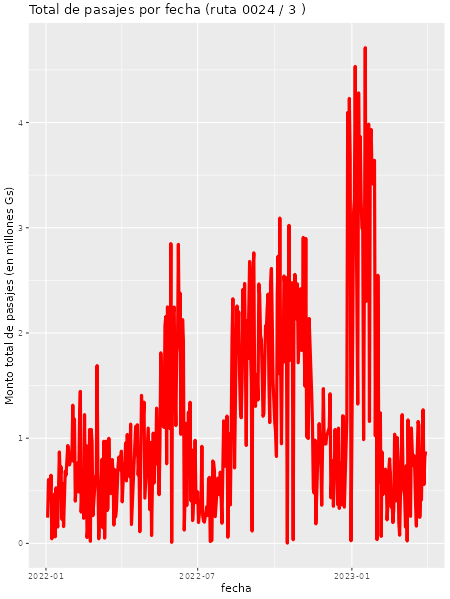 Total de pasajes por fecha (ruta 0024 / 3 )
Monto total de pasajes (en millones Gs)
4
3
2
1
0
2022-01 2022-07 2023-01
fecha